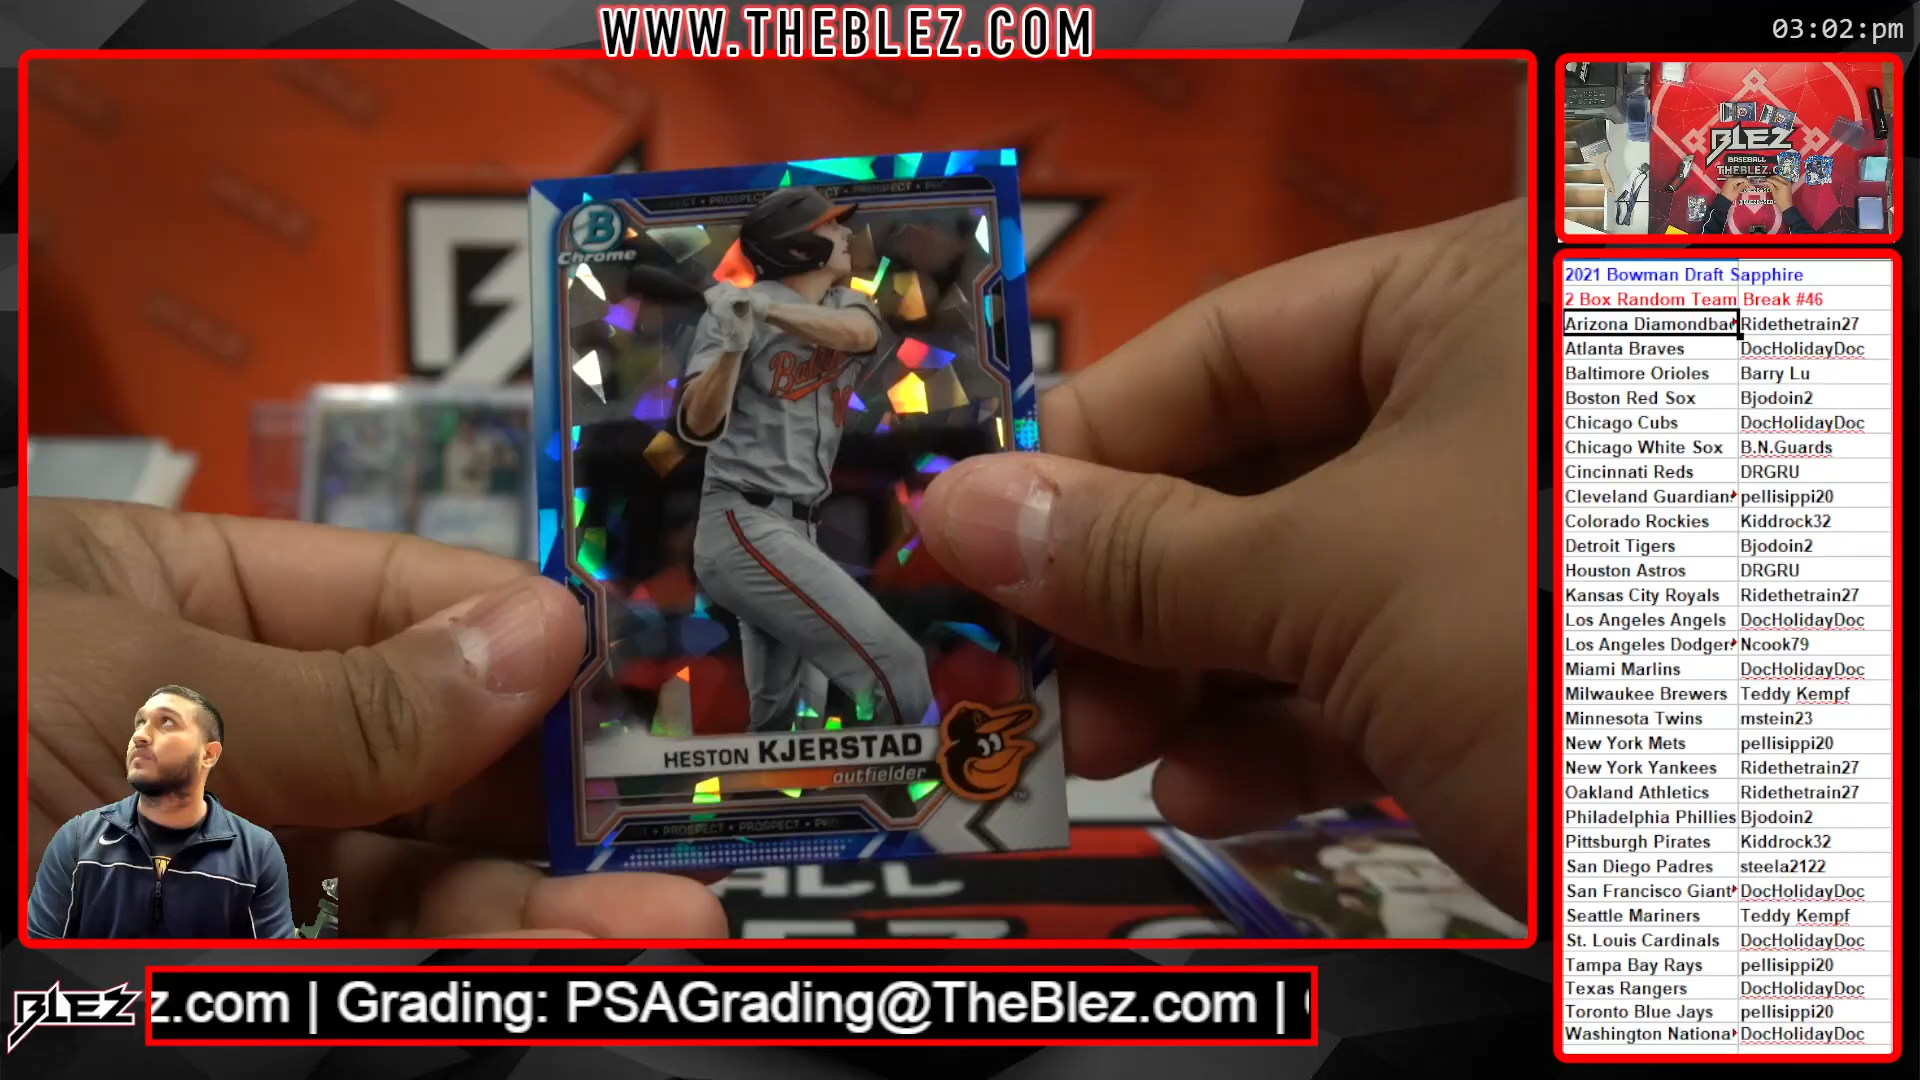 WWW.THEBLEZ.COM
03:02:pm
B
Chrome
PROSPECT
HESTON KJERSTAD
outfielder
PROSPECT • PROSPECT
BLEZ
BASEBALL
2021 Bowman Draft Sapphire
2 Box Random Team Break #46
Arizona Diamondba Ridethetrain27
Atlanta Braves DocHolidayDoc
Baltimore Orioles Barry Lu
Boston Red Sox Bjodoin2
Chicago Cubs DocHolidayDoc
Chicago White Sox B.N.Guards
Cincinnati Reds DRGRU
Cleveland Guardian pellisippi20
Colorado Rockies Kiddrock32
Detroit Tigers Bjodoin2
Houston Astros DRGRU
Kansas City Royals Ridethetrain27
Los Angeles Angels DocHolidayDoc
Los Angeles Dodger Ncook79
Miami Marlins DocHolidayDoc
Milwaukee Brewers Teddy Kempf
Minnesota Twins mstein23
New York Mets pellisippi20
New York Yankees Ridethetrain27
Oakland Athletics Ridethetrain27
Philadelphia Phillies Bjodoin2
Pittsburgh Pirates Kiddrock32
San Diego Padres steela2122
San Francisco Giant DocHolidayDoc
Seattle Mariners Teddy Kempf
St. Louis Cardinals DocHolidayDoc
Tampa Bay Rays pellisippi20
Texas Rangers DocHolidayDoc
Toronto Blue Jays pellisippi20
Washington Nationa DocHolidayDoc
BLEZ
z.com | Grading: PSAGrading@TheBlez.com |